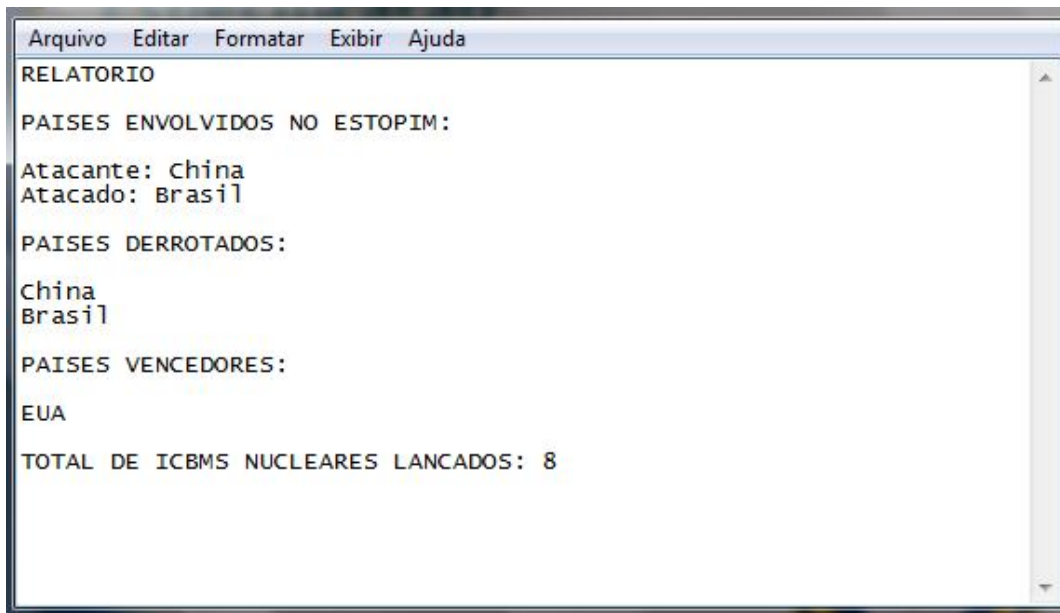 Arquivo Editar Formatar Exibir Ajuda
RELATORIO
PAISES ENVOLVIDOS NO ESTOPIM:
Atacante: China
Atacado: Brasil
PAISES DERROTADOS:
China
Brasil
PAISES VENCEDORES:
EUA
TOTAL DE ICBMS NUCLEARES LANCADOS: 8